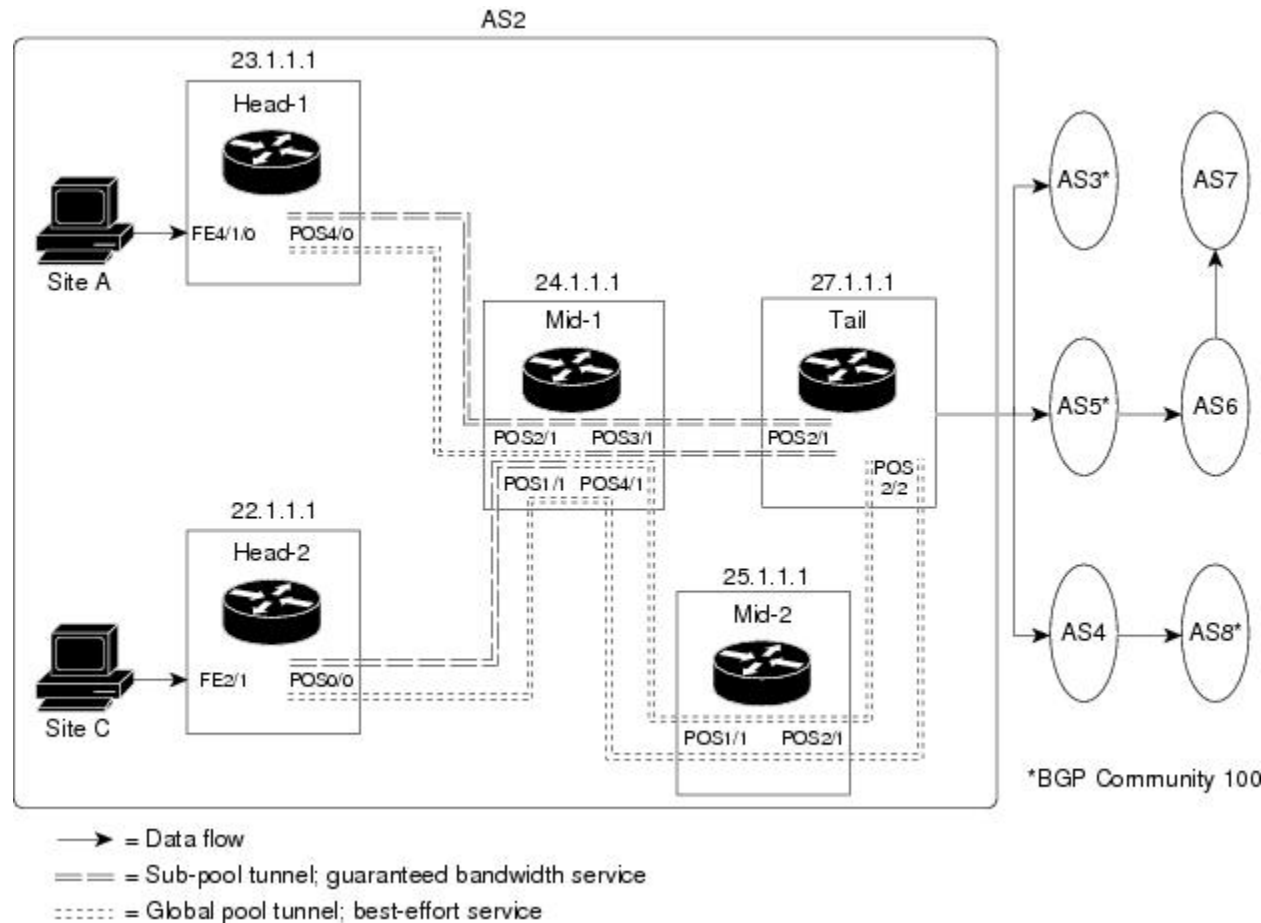 AS2
23.1.1.1
Head-1
FE4/1/0
POS4/0
Site A
24.1.1.1
Mid-1
POS2/1
POS3/1
POS1/1
POS4/1
27.1.1.1
Tail
POS2/1
POS
2/2
22.1.1.1
Head-2
FE2/1
POS0/0
Site C
25.1.1.1
Mid-2
POS1/1
POS2/1
AS3*
AS7
AS5*
AS6
AS4
AS8*
*BGP Community 100
= Data flow
= Sub-pool tunnel; guaranteed bandwidth service
= Global pool tunnel; best-effort service